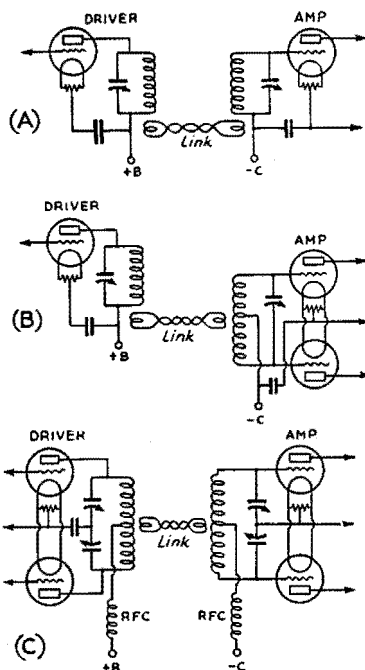 DRIVER
AMP
(A)
Link
+B
-C
DRIVER
AMP
(B)
Link
+B
-C
DRIVER
AMP
Link
RFC
RFC
(C)
+B
-C